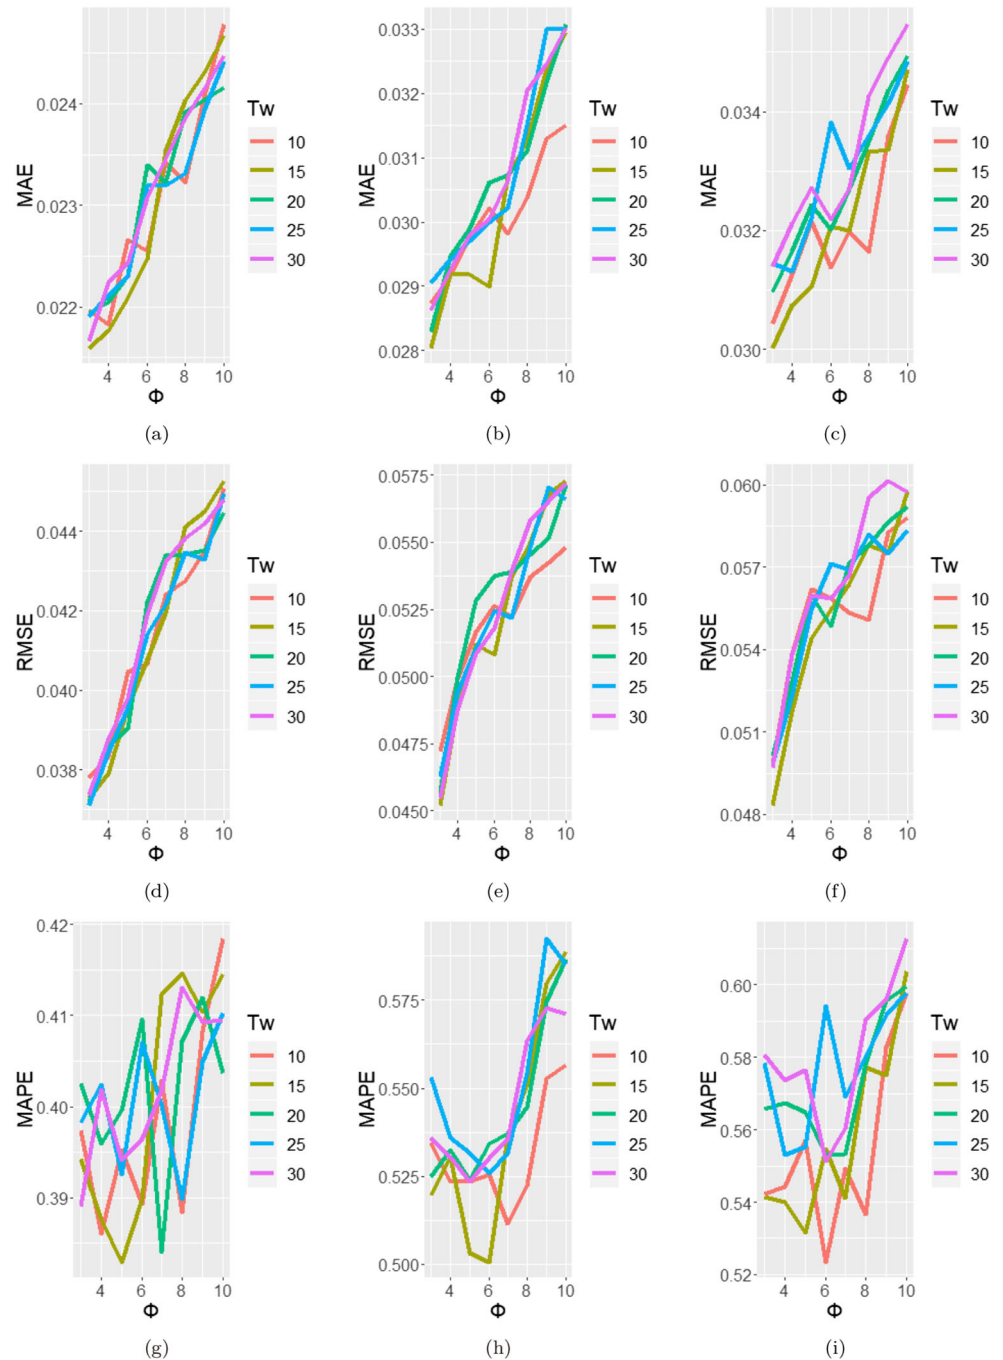 MAE
0.024
0.023
0.022
4 6 8 10
Φ
Tw
10
15
20
25
30
(a)
MAE
0.033
0.032
0.031
0.030
0.029
0.028
4 6 8 10
Φ
Tw
10
15
20
25
30
(b)
MAE
0.034
0.032
0.030
4 6 8 10
Φ
Tw
10
15
20
25
30
(c)
RMSE
0.044
0.042
0.040
0.038
4 6 8 10
Φ
Tw
10
15
20
25
30
(d)
RMSE
0.0575
0.0550
0.0525
0.0500
0.0475
0.0450
4 6 8 10
Φ
Tw
10
15
20
25
30
(e)
RMSE
0.060
0.057
0.054
0.051
0.048
4 6 8 10
Φ
Tw
10
15
20
25
30
(f)
MAPE
0.42
0.41
0.40
0.39
4 6 8 10
Φ
Tw
10
15
20
25
30
(g)
MAPE
0.575
0.550
0.525
0.500
4 6 8 10
Φ
Tw
10
15
20
25
30
(h)
MAPE
0.60
0.58
0.56
0.54
0.52
4 6 8 10
Φ
Tw
10
15
20
25
30
(i)